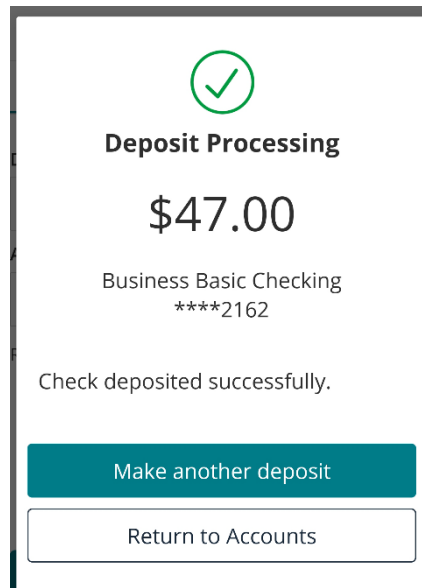 Deposit Processing
$47.00
Business Basic Checking
****2162
Check deposited successfully.
Make another deposit
Return to Accounts